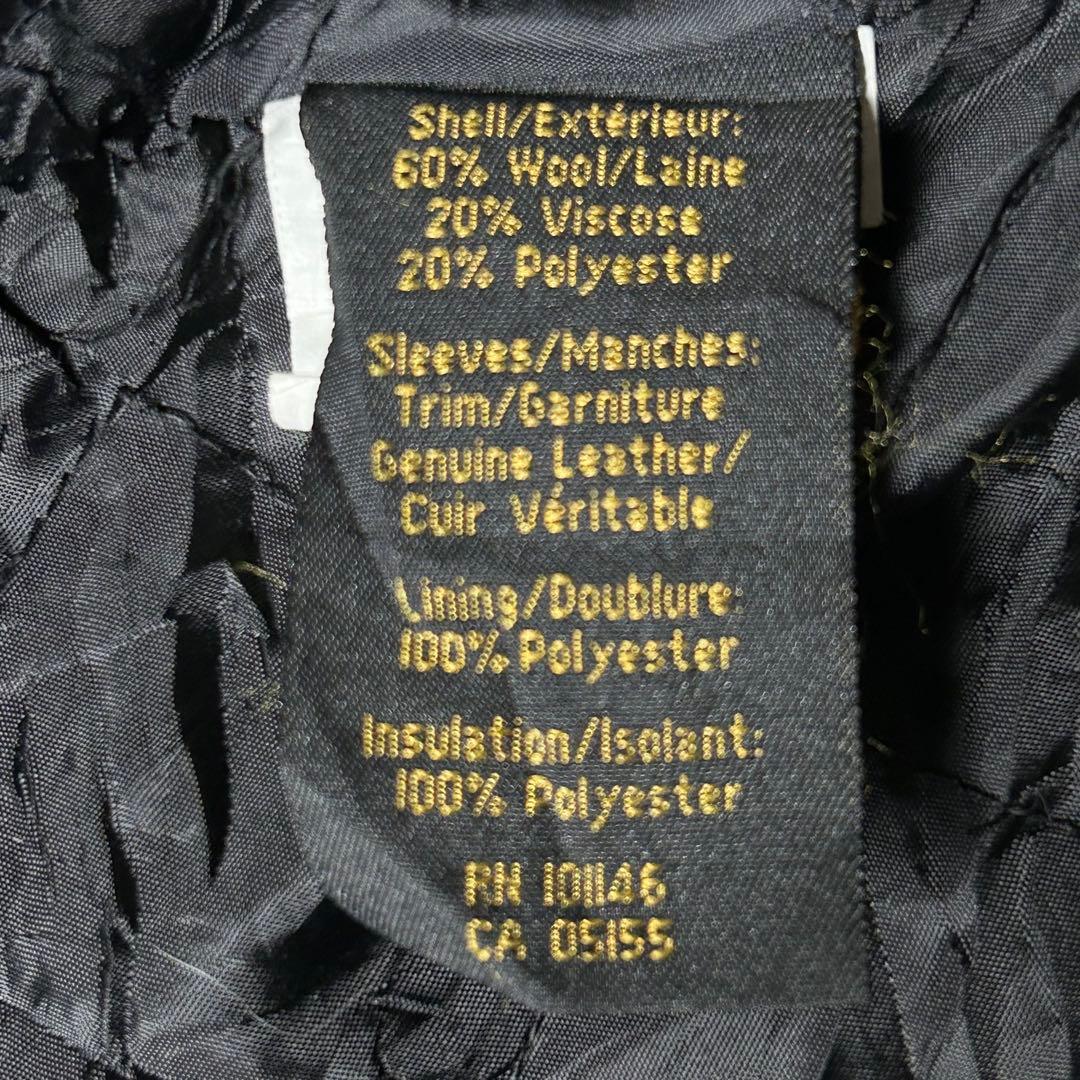 Shell/Extérieur:
60% Wool/Laine
20% Viscose
20% Polyester
Sleeves/Manches:
Trim/Garniture
Genuine Leather/
Cuir Véritable
Lining/Doublure:
100% Polyester
Insulation/Isolant:
100% Polyester
RN 101146
CA 05155